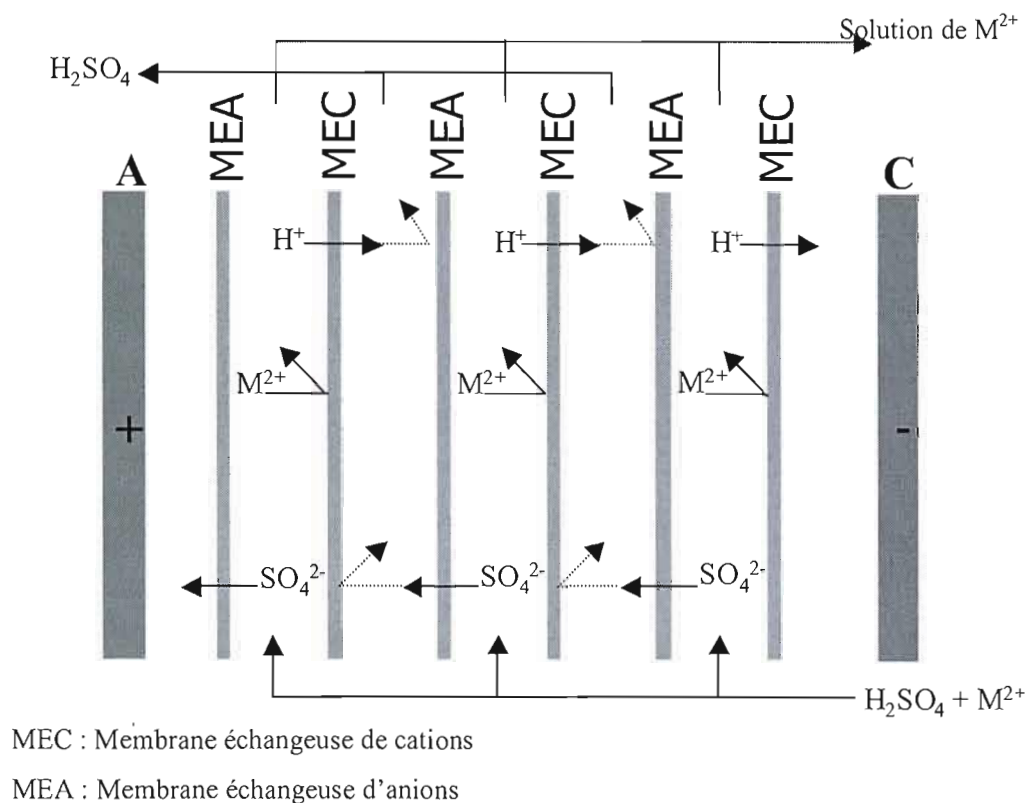 Solution de M²⁺
H₂SO₄
MEA MEC MEA MEC MEA MEC
A C
H⁺ H⁺ H⁺
M²⁺ M²⁺ M²⁺
+ -
SO₄²⁻ SO₄²⁻ SO₄²⁻
H₂SO₄ + M²⁺
MEC : Membrane échangeuse de cations
MEA : Membrane échangeuse d’anions